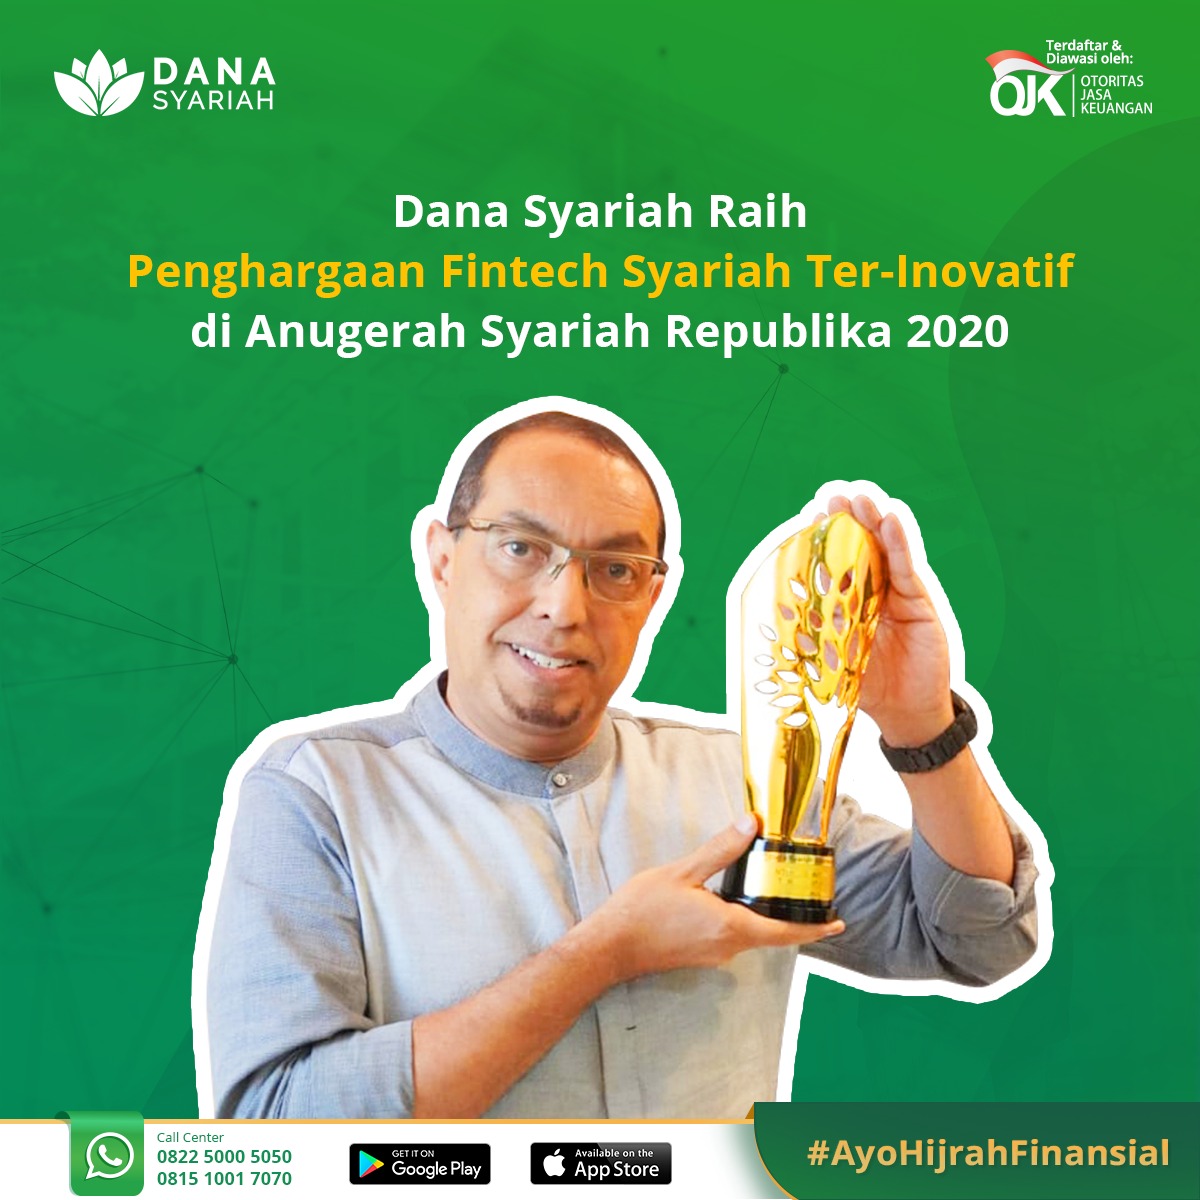 DANA
SYARIAH
Terdaftar &
Diawasi oleh:
OJK
OTORITAS
JASA
KEUANGAN
Dana Syariah Raih
Penghargaan Fintech Syariah Ter-Inovatif
di Anugerah Syariah Republika 2020
Call Center
0822 5000 5050
0815 1001 7070
GET IT ON
Google Play
Available on the
App Store
#AyoHijrahFinansial